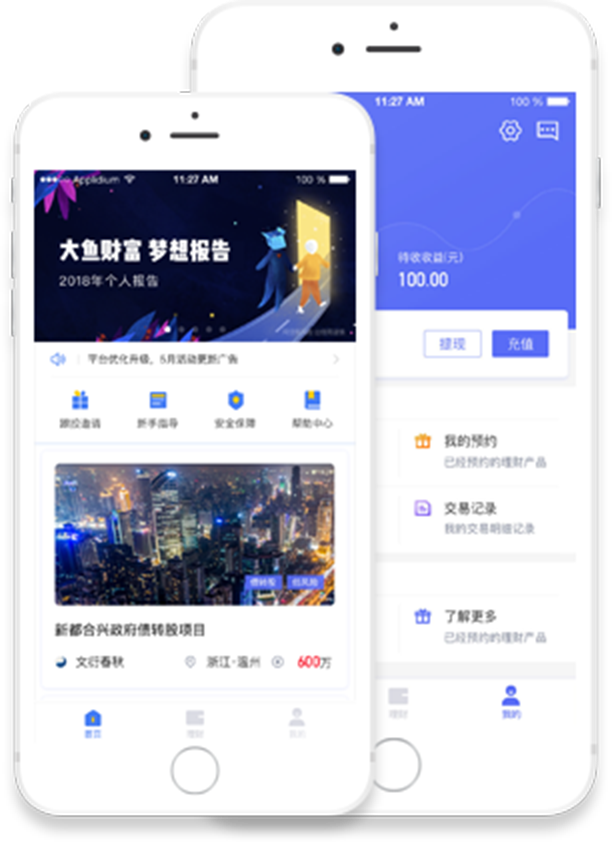 Applidium
11:27 AM
100 %
大鱼财富 梦想报告
2018年个人报告
平台优化升级，5月活动更新广告
跟投邀请
新手指导
安全保障
帮助中心
债转股
低风险
新都合兴政府债转股项目
文衍春秋
浙江·温州
600万
首页
理财
我的
11:27 AM
100 %
待收收益(元)
100.00
提现
充值
我的预约
已经预约的理财产品
交易记录
我的交易明细记录
了解更多
已经预约的理财产品
理财
我的